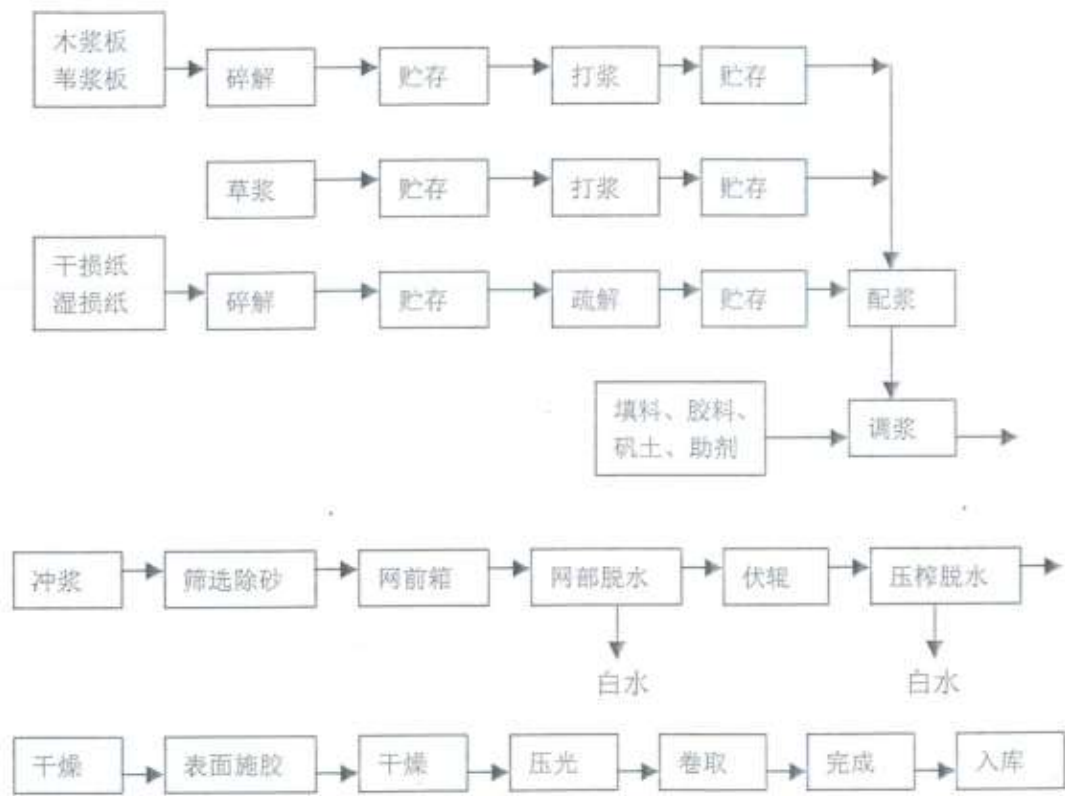 木浆板
苇浆板
碎解
贮存
打浆
贮存
草浆
贮存
打浆
贮存
干损纸
湿损纸
碎解
贮存
疏解
贮存
配浆
填料、胶料、
矾土、助剂
调浆
冲浆
筛选除砂
网前箱
网部脱水
伏辊
压榨脱水
白水
白水
干燥
表面施胶
干燥
压光
卷取
完成
入库